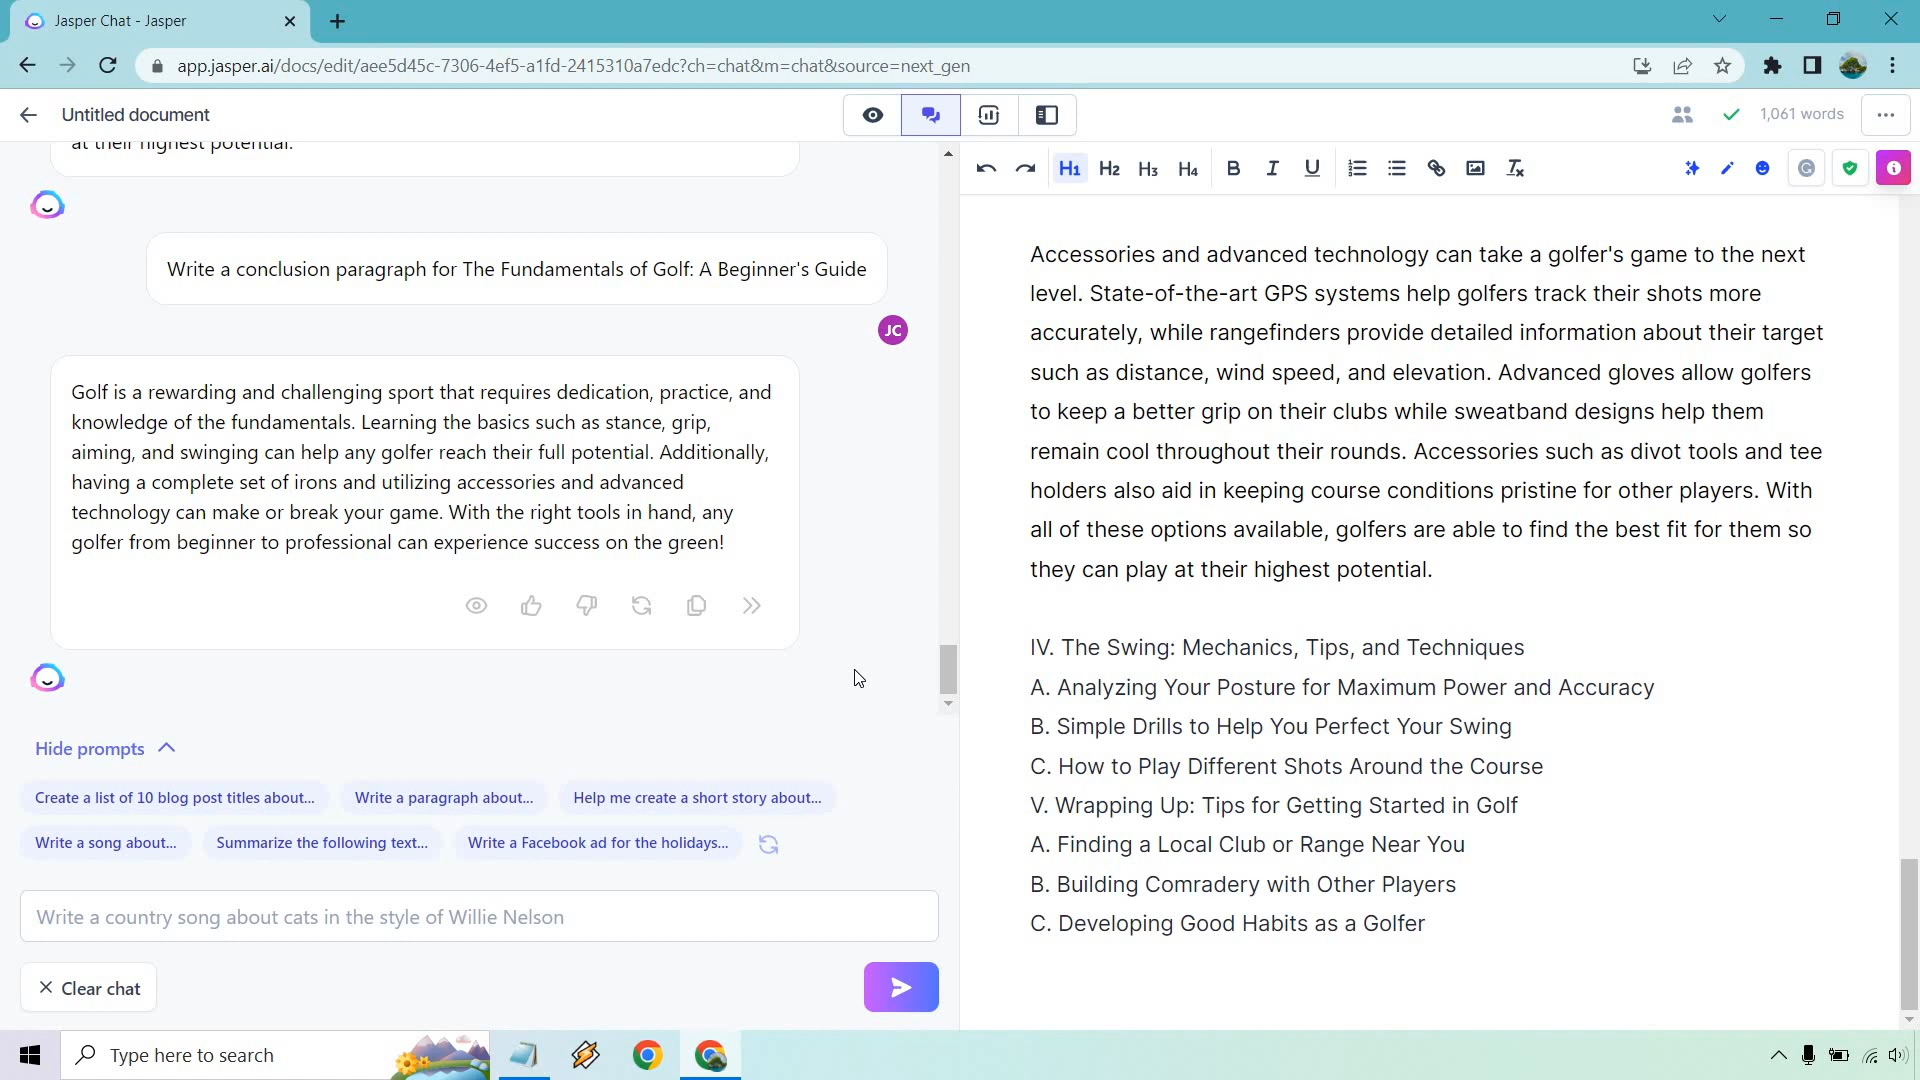 Jasper Chat - Jasper
app.jasper.ai/docs/edit/aee5d45c-7306-4ef5-a1fd-2415310a7edc?ch=chat&m=chat&source=next_gen
Untitled document
1,061 words
at their highest potential.
Write a conclusion paragraph for The Fundamentals of Golf: A Beginner's Guide
JC
Golf is a rewarding and challenging sport that requires dedication, practice, and
knowledge of the fundamentals. Learning the basics such as stance, grip,
aiming, and swinging can help any golfer reach their full potential. Additionally,
having a complete set of irons and utilizing accessories and advanced
technology can make or break your game. With the right tools in hand, any
golfer from beginner to professional can experience success on the green!
Hide prompts
Create a list of 10 blog post titles about...
Write a paragraph about...
Help me create a short story about...
Write a song about...
Summarize the following text...
Write a Facebook ad for the holidays...
Write a country song about cats in the style of Willie Nelson
Clear chat
H1 H2 H3 H4 B I U
Accessories and advanced technology can take a golfer's game to the next
level. State-of-the-art GPS systems help golfers track their shots more
accurately, while rangefinders provide detailed information about their target
such as distance, wind speed, and elevation. Advanced gloves allow golfers
to keep a better grip on their clubs while sweatband designs help them
remain cool throughout their rounds. Accessories such as divot tools and tee
holders also aid in keeping course conditions pristine for other players. With
all of these options available, golfers are able to find the best fit for them so
they can play at their highest potential.
IV. The Swing: Mechanics, Tips, and Techniques
A. Analyzing Your Posture for Maximum Power and Accuracy
B. Simple Drills to Help You Perfect Your Swing
C. How to Play Different Shots Around the Course
V. Wrapping Up: Tips for Getting Started in Golf
A. Finding a Local Club or Range Near You
B. Building Comradery with Other Players
C. Developing Good Habits as a Golfer
Type here to search